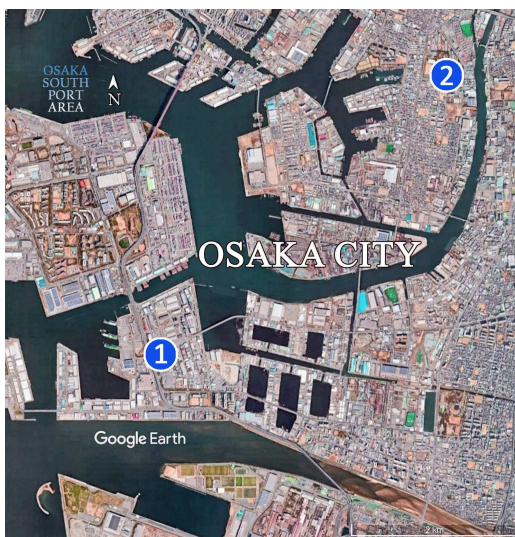 OSAKA
SOUTH
PORT
AREA
N
2
OSAKA CITY
1
Google Earth
2 km